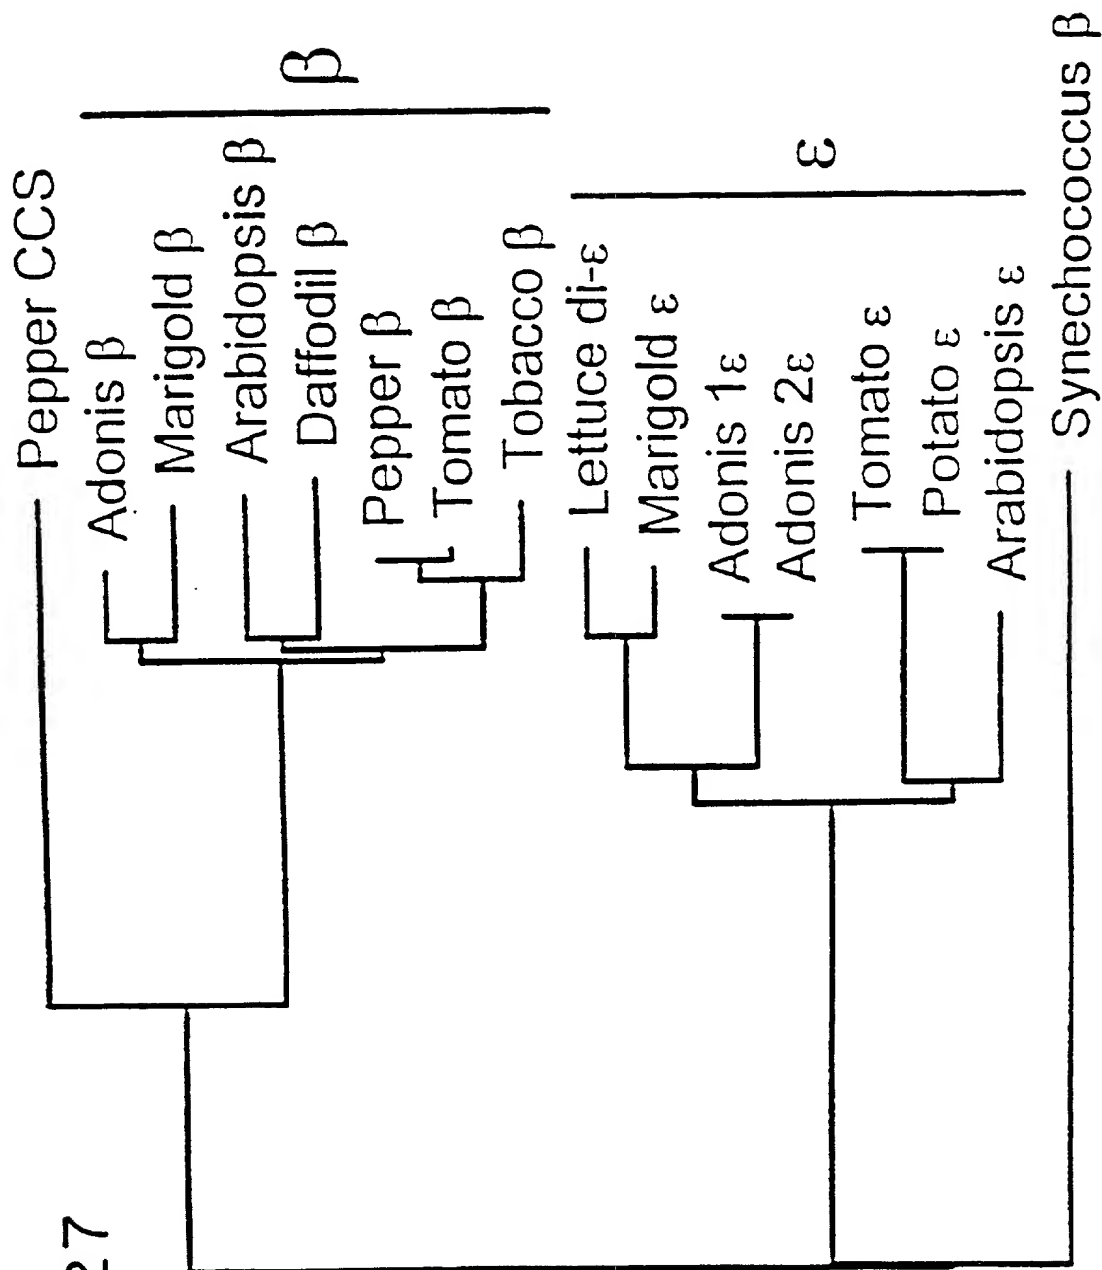 Pepper CCS
Adonis β
Marigold β
Arabidopsis β
Daffodil β
Pepper β
Tomato β
Tobacco β
β
Lettuce di-ε
Marigold ε
Adonis 1ε
Adonis 2ε
Tomato ε
Potato ε
Arabidopsis ε
ε
Synechococcus β
27